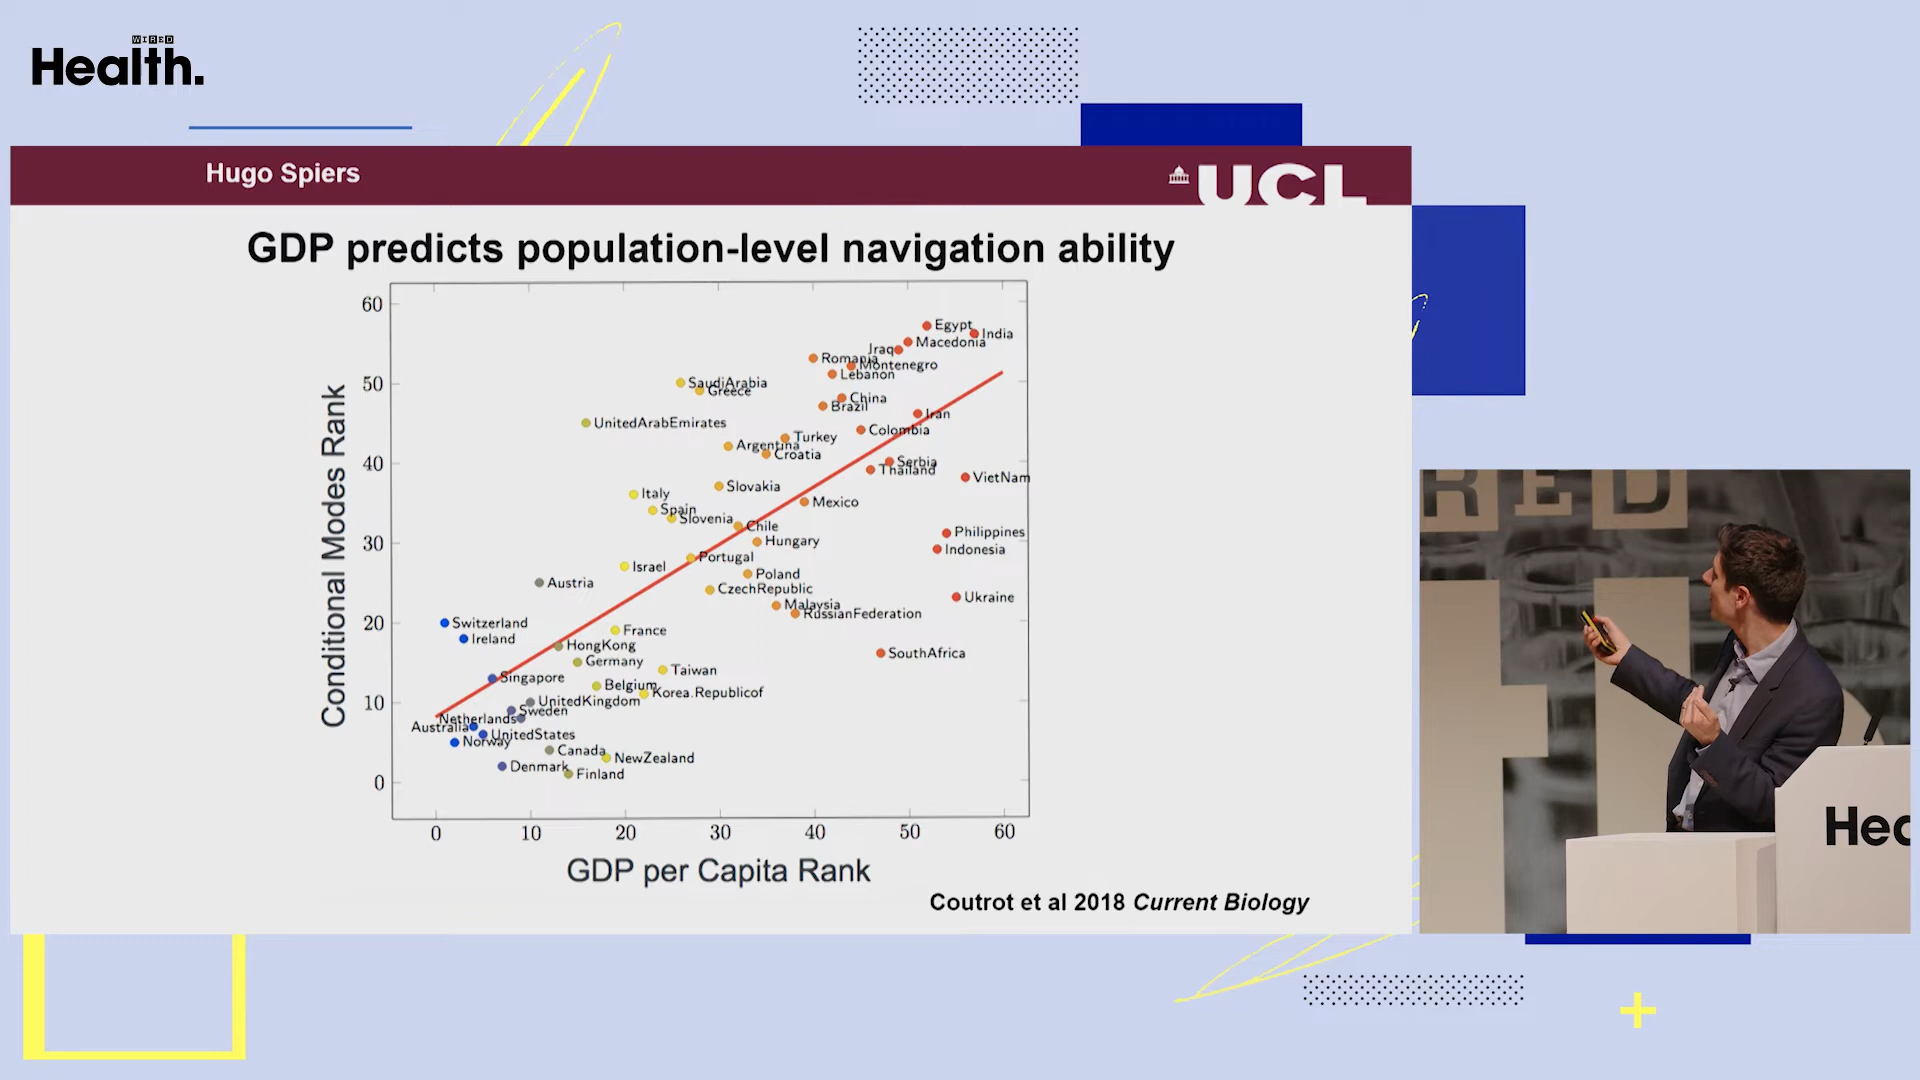 WIRED
Health.
Hugo Spiers
UCL
GDP predicts population-level navigation ability
60
50
40
30
20
10
0
Conditional Modes Rank
Egypt
India
Macedonia
Iraq
Romania
Montenegro
Lebanon
SaudiArabia
Greece
China
Brazil
Iran
UnitedArabEmirates
Colombia
Turkey
Argentina
Croatia
Serbia
Thailand
VietNam
Slovakia
Italy
Mexico
Spain
Slovenia
Chile
Philippines
Hungary
Indonesia
Portugal
Israel
Poland
Austria
CzechRepublic
Ukraine
Malaysia
RussianFederation
Switzerland
France
Ireland
HongKong
SouthAfrica
Germany
Taiwan
Singapore
Belgium
Korea.Republicof
UnitedKingdom
Sweden
Netherlands
Australia
UnitedStates
Norway
Canada
NewZealand
Denmark
Finland
0 10 20 30 40 50 60
GDP per Capita Rank
Coutrot et al 2018 Current Biology
RED
Hea